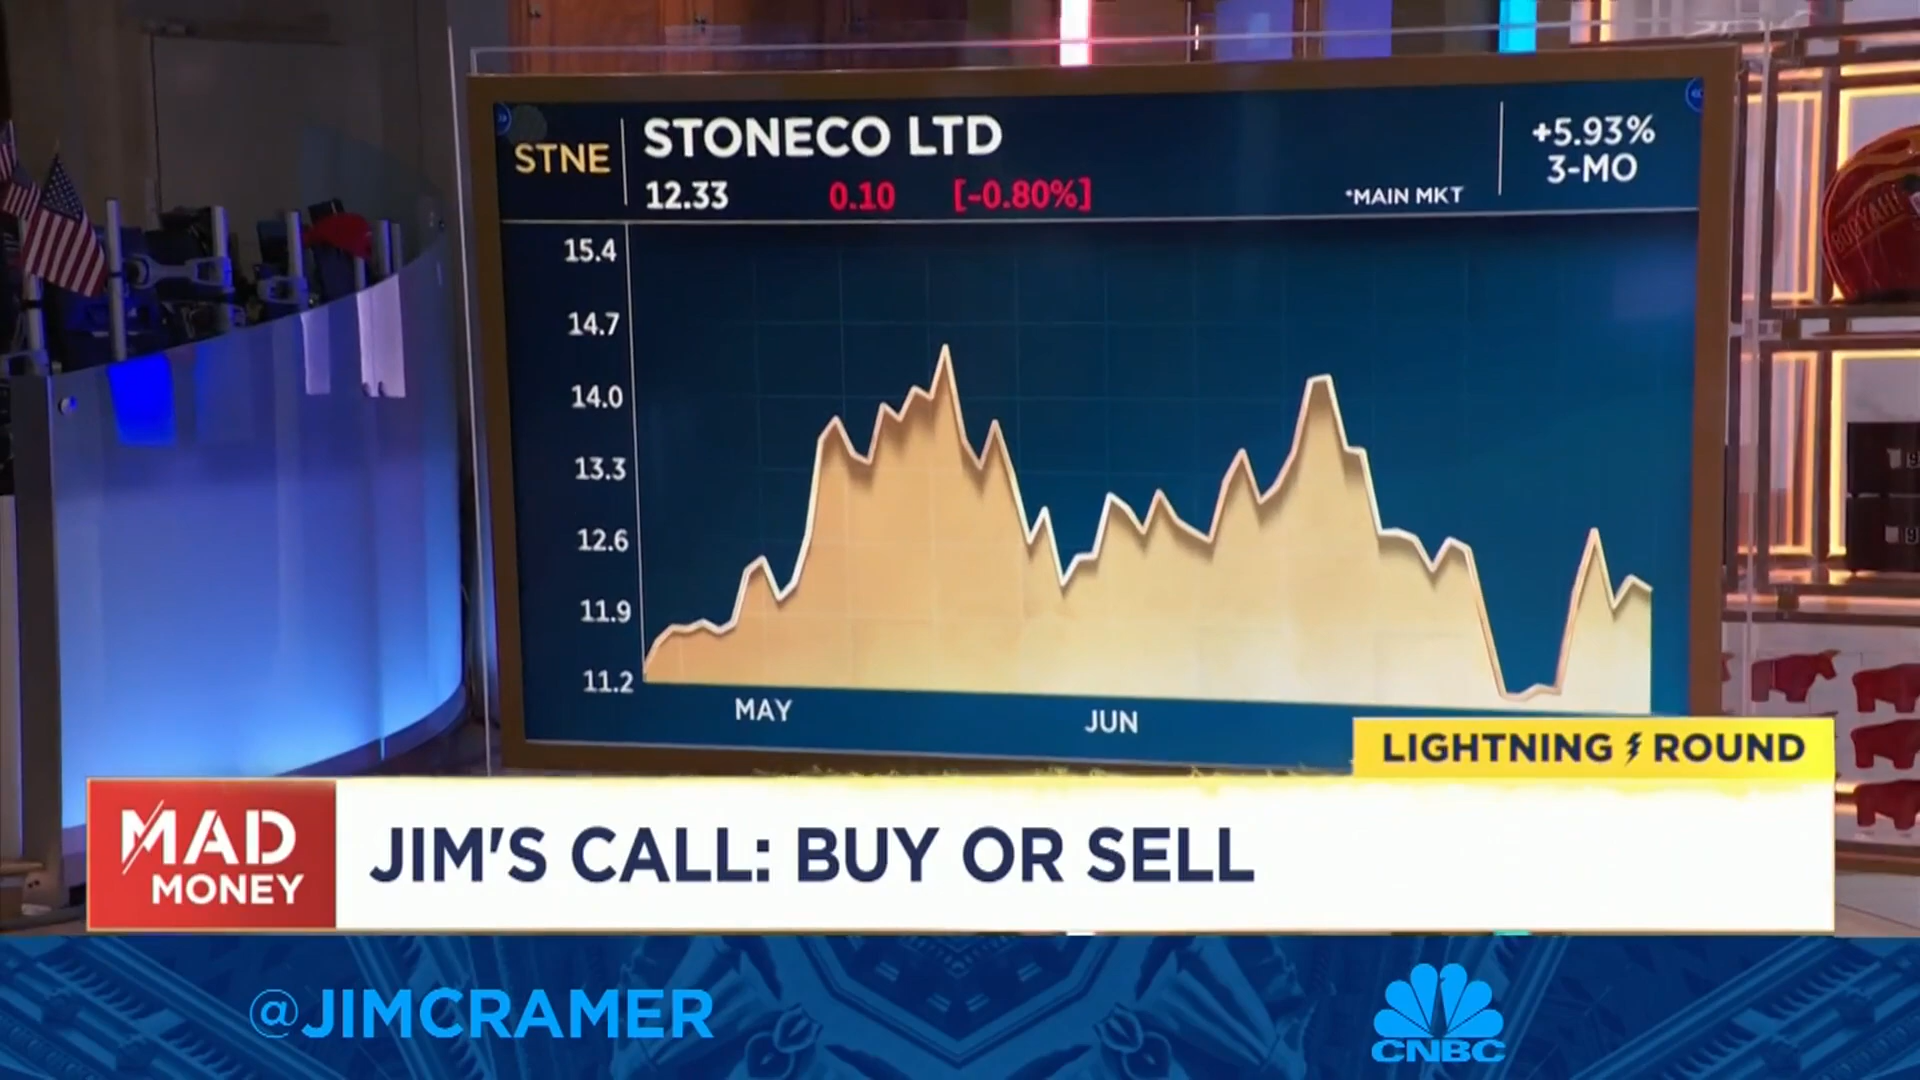 STNE
STONECO LTD
12.33 0.10 [-0.80%]
*MAIN MKT
+5.93%
3-MO
15.4
14.7
14.0
13.3
12.6
11.9
11.2
MAY JUN
BOOYAH!
LIGHTNING ROUND
MAD
MONEY
JIM'S CALL: BUY OR SELL
@JIMCRAMER
CNBC